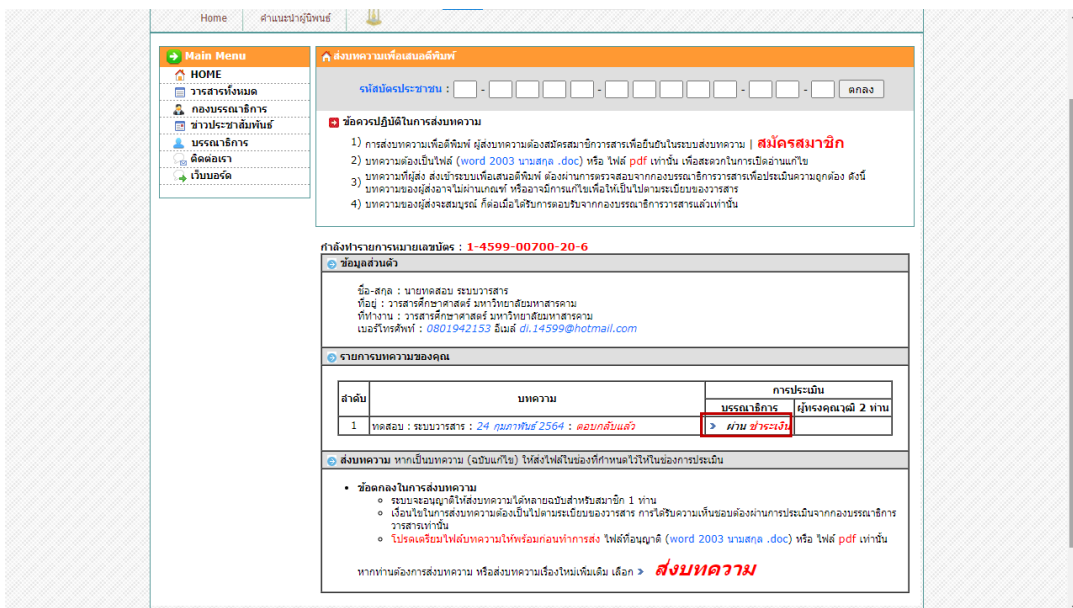 Home คำแนะนำผู้นิพนธ์
Main Menu
HOME
วารสารทั้งหมด
กองบรรณาธิการ
ข่าวประชาสัมพันธ์
บรรณาธิการ
ติดต่อเรา
เว็บบอร์ด
ส่งบทความเพื่อเสนอตีพิมพ์
รหัสบัตรประชาชน : - - - - ตกลง
ข้อควรปฏิบัติในการส่งบทความ
1) การส่งบทความเพื่อตีพิมพ์ ผู้ส่งบทความต้องสมัครสมาชิกวารสารเพื่อยืนยันในระบบส่งบทความ | สมัครสมาชิก
2) บทความต้องเป็นไฟล์ (word 2003 นามสกุล .doc) หรือ ไฟล์ pdf เท่านั้น เพื่อสะดวกในการเปิดอ่านแก้ไข
3) บทความที่ผู้ส่ง ส่งเข้าระบบเพื่อเสนอตีพิมพ์ ต้องผ่านการตรวจสอบจากกองบรรณาธิการวารสารเพื่อประเมินความถูกต้อง ดังนี้
บทความของผู้ส่งอาจไม่ผ่านเกณฑ์ หรืออาจมีการแก้ไขเพื่อให้เป็นไปตามระเบียบของวารสาร
4) บทความของผู้ส่งจะสมบูรณ์ ก็ต่อเมื่อได้รับการตอบรับจากกองบรรณาธิการวารสารแล้วเท่านั้น
กำลังทำรายการหมายเลขบัตร : 1-4599-00700-20-6
ข้อมูลส่วนตัว
ชื่อ-สกุล : นายทดสอบ ระบบวารสาร
ที่อยู่ : วารสารศึกษาศาสตร์ มหาวิทยาลัยมหาสารคาม
ที่ทำงาน : วารสารศึกษาศาสตร์ มหาวิทยาลัยมหาสารคาม
เบอร์โทรศัพท์ : 0801942153 อีเมล์ di.14599@hotmail.com
รายการบทความของคุณ
ลำดับ บทความ การประเมิน
บรรณาธิการ ผู้ทรงคุณวุฒิ 2 ท่าน
1 ทดสอบ : ระบบวารสาร : 24 กุมภาพันธ์ 2564 : ตอบกลับแล้ว ผ่าน ชำระเงิน
ส่งบทความ หากเป็นบทความ (ฉบับแก้ไข) ให้ส่งไฟล์ในช่องที่กำหนดไว้ให้ในช่องการประเมิน
• ข้อตกลงในการส่งบทความ
ระบบจะอนุญาติให้ส่งบทความได้หลายฉบับสำหรับสมาชิก 1 ท่าน
เงื่อนไขในการส่งบทความต้องเป็นไปตามระเบียบของวารสาร การได้รับความเห็นชอบต้องผ่านการประเมินจากกองบรรณาธิการ
วารสารเท่านั้น
โปรดเตรียมไฟล์บทความให้พร้อมก่อนทำการส่ง ไฟล์ที่อนุญาติ (word 2003 นามสกุล .doc) หรือ ไฟล์ pdf เท่านั้น
หากท่านต้องการส่งบทความ หรือส่งบทความเรื่องใหม่เพิ่มเติม เลือก » ส่งบทความ